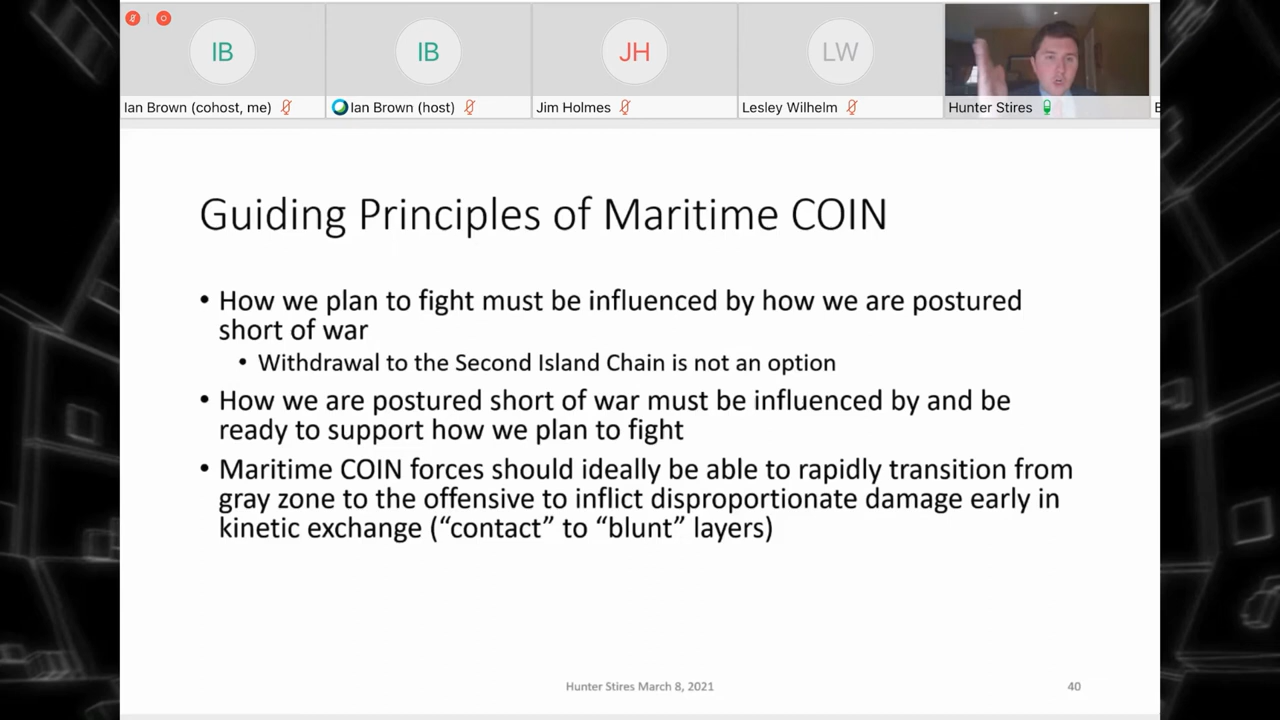 IB
IB
JH
LW
Ian Brown (cohost, me)
Ian Brown (host)
Jim Holmes
Lesley Wilhelm
Hunter Stires
Guiding Principles of Maritime COIN
• How we plan to fight must be influenced by how we are postured
short of war
• Withdrawal to the Second Island Chain is not an option
• How we are postured short of war must be influenced by and be
ready to support how we plan to fight
• Maritime COIN forces should ideally be able to rapidly transition from
gray zone to the offensive to inflict disproportionate damage early in
kinetic exchange (“contact” to “blunt” layers)
Hunter Stires March 8, 2021
40